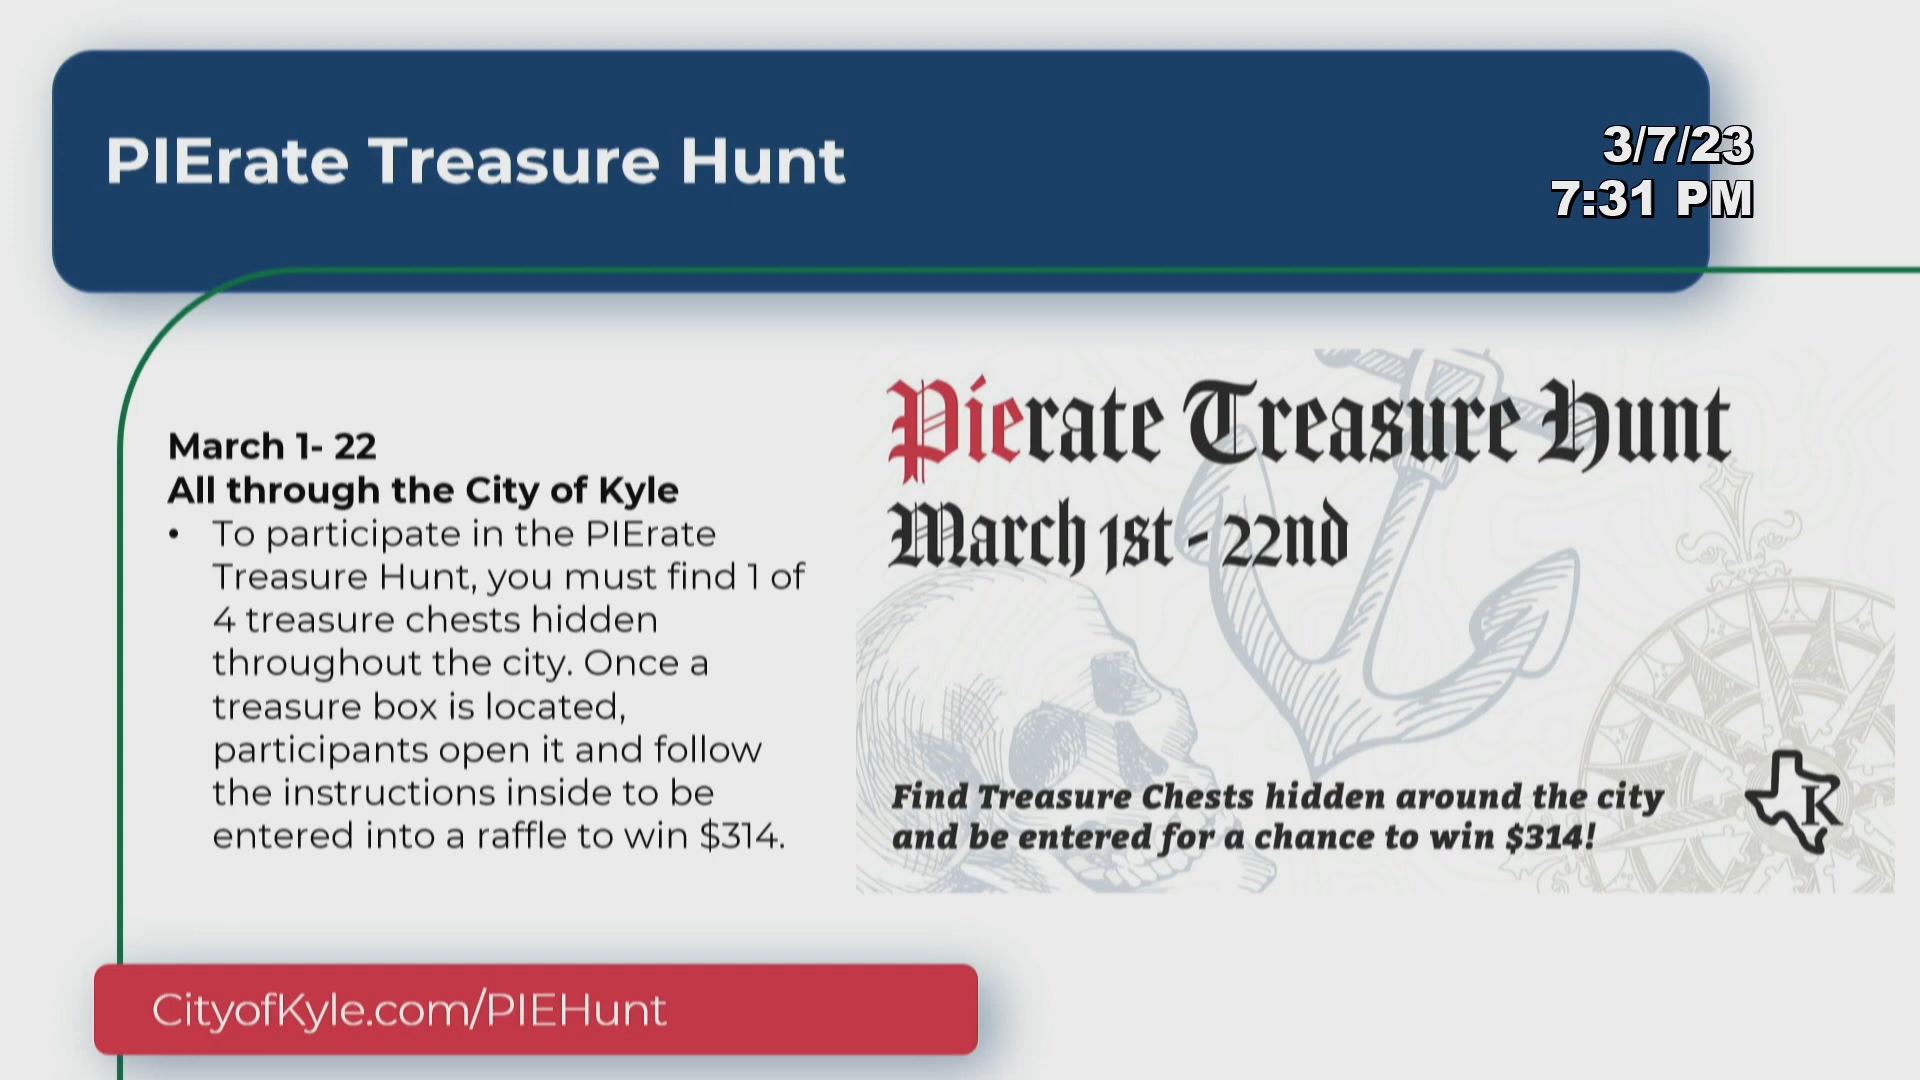 PIErate Treasure Hunt
3/7/23
7:31 PM
March 1- 22
All through the City of Kyle
• To participate in the PIErate
Treasure Hunt, you must find 1 of
4 treasure chests hidden
throughout the city. Once a
treasure box is located,
participants open it and follow
the instructions inside to be
entered into a raffle to win $314.
Pierate Treasure Hunt
March 1st - 22nd
Find Treasure Chests hidden around the city
and be entered for a chance to win $314!
K
CityofKyle.com/PIEHunt